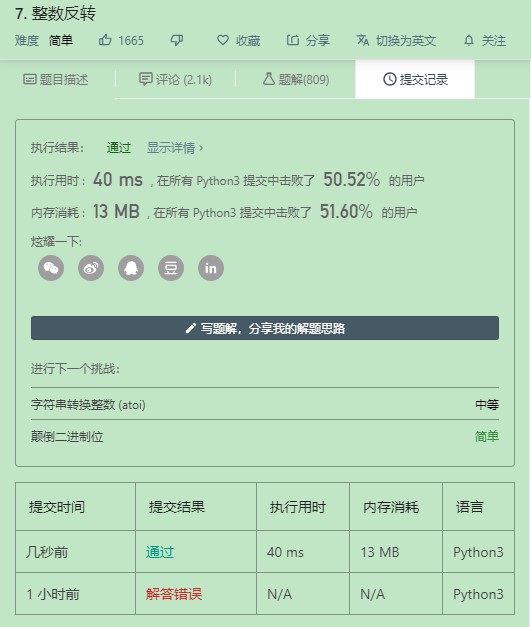 7. 整数反转
难度 简单 1665 收藏 分享 切换为英文 关注
题目描述 评论 (2.1k) 题解(809) 提交记录
执行结果： 通过 显示详情 ›
执行用时 : 40 ms , 在所有 Python3 提交中击败了 50.52% 的用户
内存消耗 : 13 MB , 在所有 Python3 提交中击败了 51.60% 的用户
炫耀一下:
豆 in
写题解，分享我的解题思路
进行下一个挑战：
字符串转换整数 (atoi) 中等
颠倒二进制位 简单
提交时间 提交结果 执行用时 内存消耗 语言
几秒前 通过 40 ms 13 MB Python3
1 小时前 解答错误 N/A N/A Python3